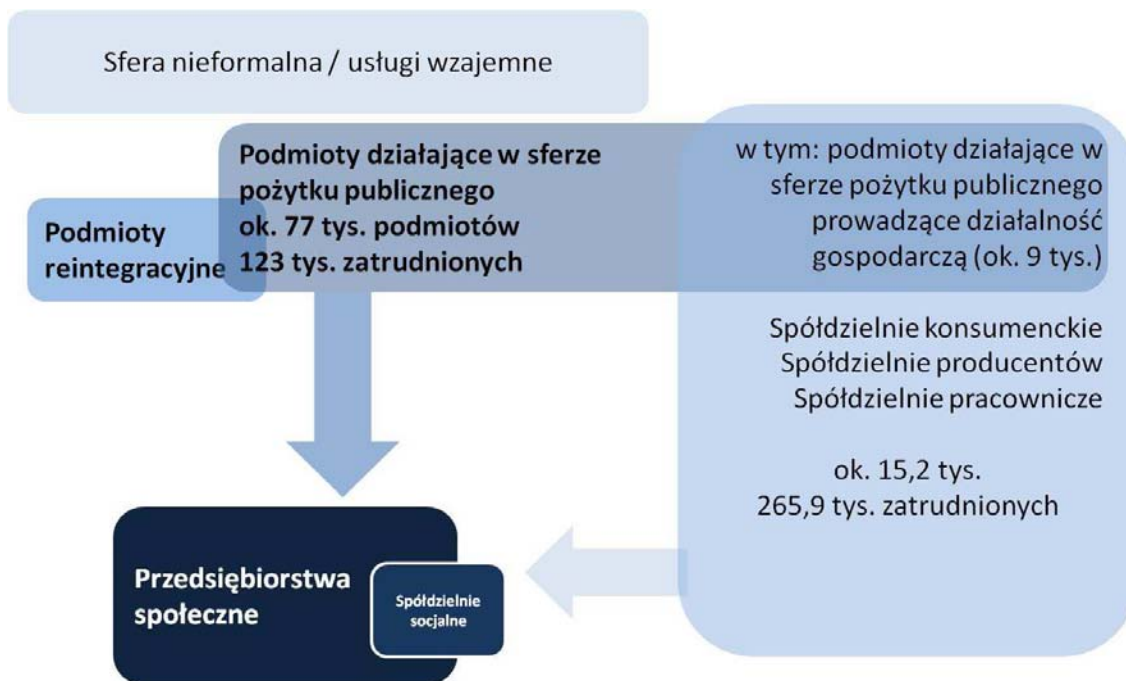 Sfera nieformalna / usługi wzajemne
Podmioty działające w sferze
pożytku publicznego
ok. 77 tys. podmiotów
123 tys. zatrudnionych
w tym: podmioty działające w
sferze pożytku publicznego
prowadzące działalność
gospodarczą (ok. 9 tys.)
Podmioty
reintegracyjne
Spółdzielnie konsumenckie
Spółdzielnie producentów
Spółdzielnie pracownicze
ok. 15,2 tys.
265,9 tys. zatrudnionych
Przedsiębiorstwa
społeczne
Spółdzielnie
socjalne